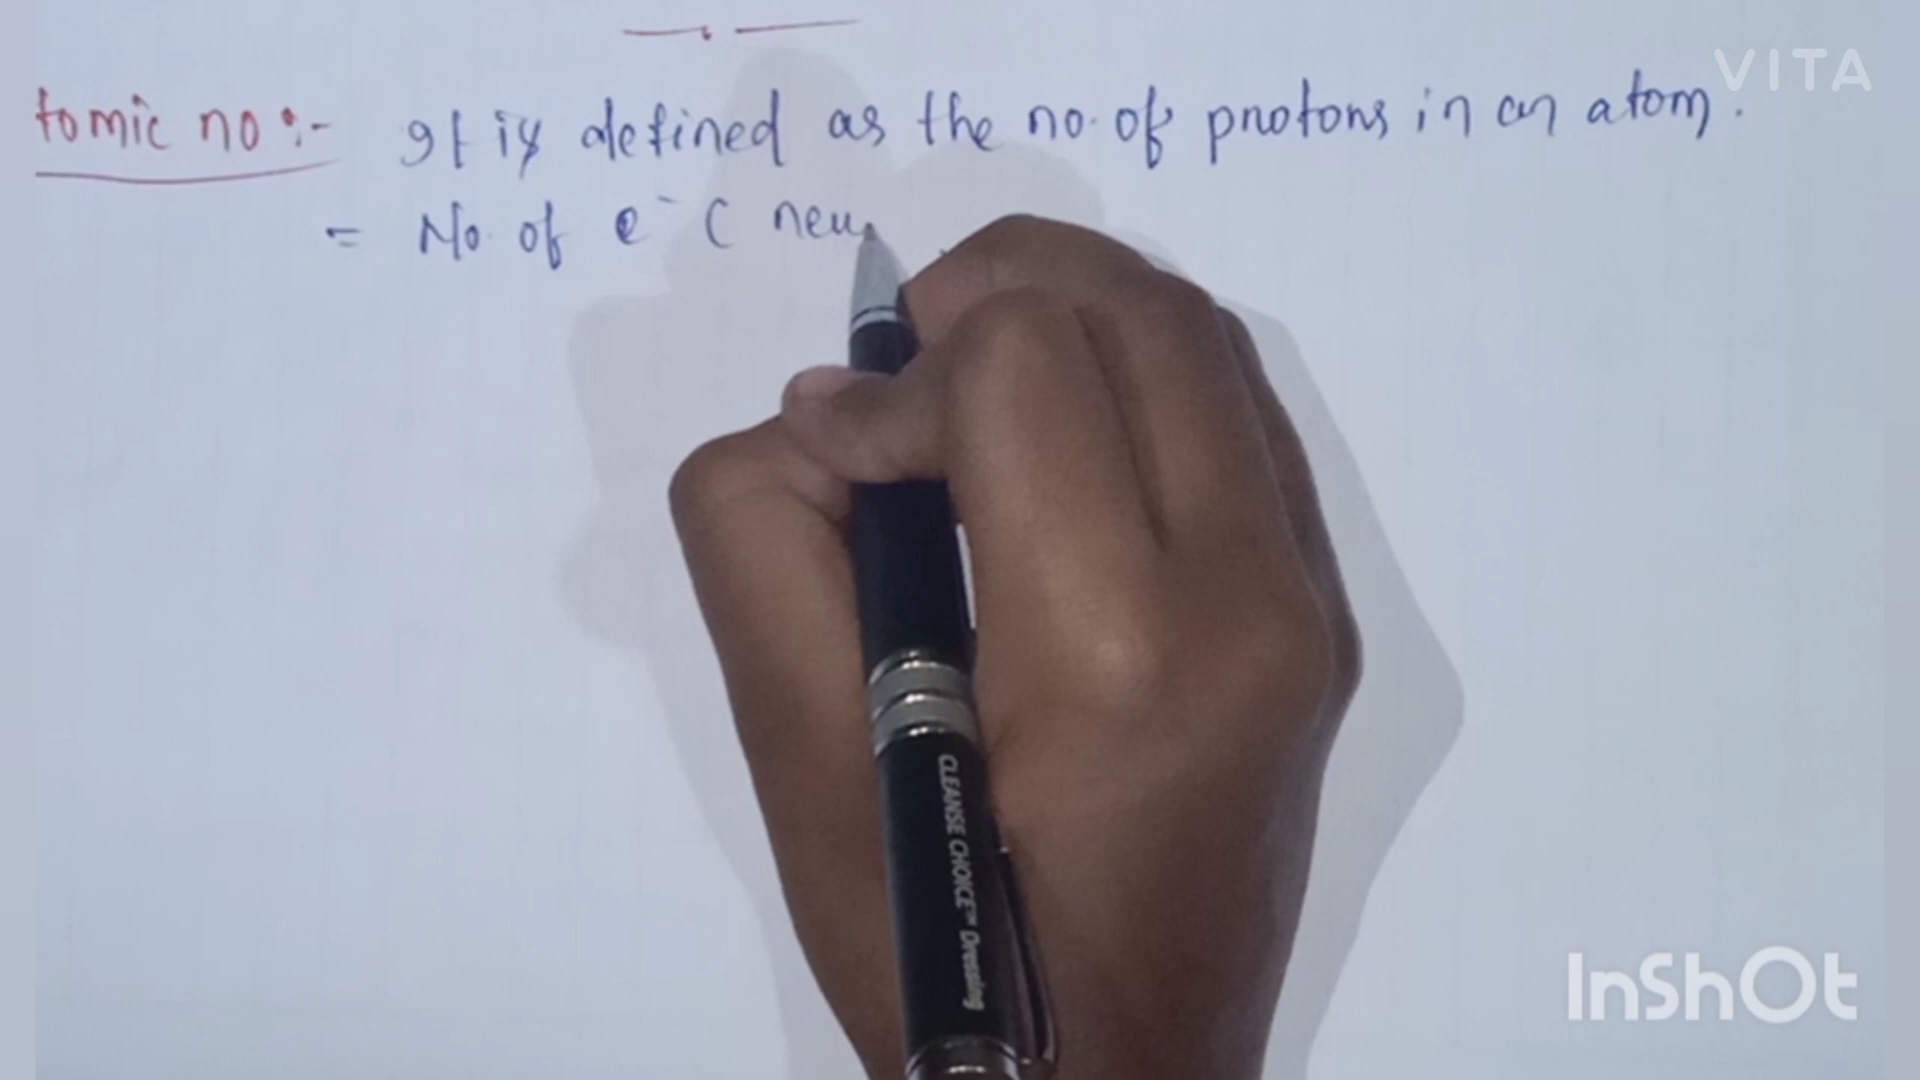 VITA
tomic no :- It is defined as the no. of protons in an atom.
= No. of e⁻ ( neu
CLEANSE CHOICE™ Dressing
InShOt